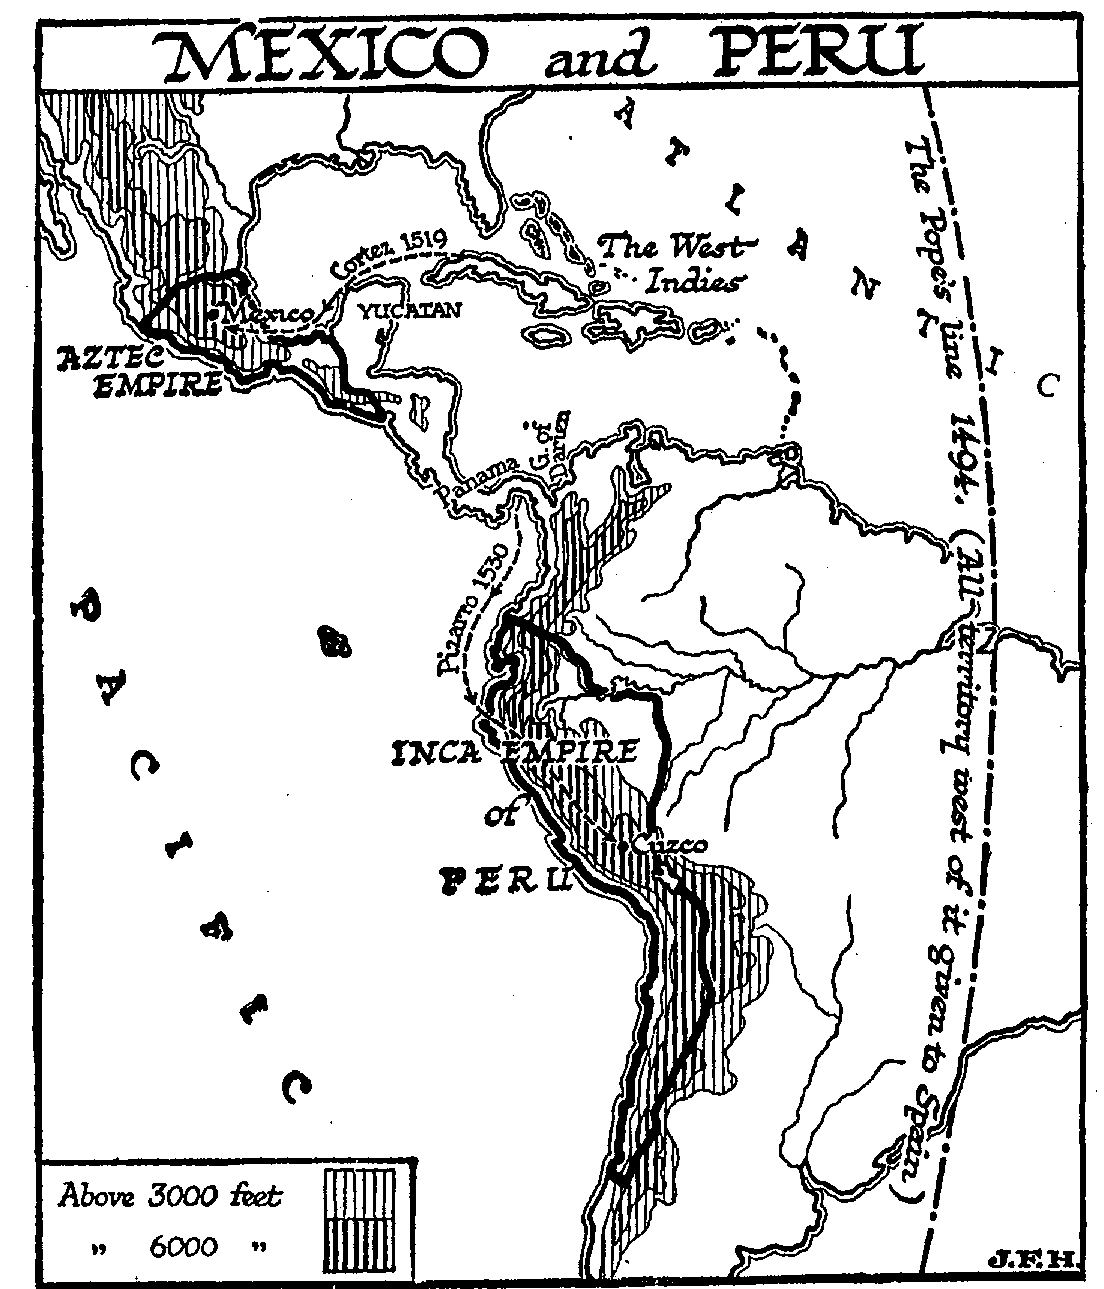 MEXICO and PERU
ATLANTIC
The Pope's line 1494. (All territory west of it given to Spain)
The West
Indies
Cortez 1519
YUCATAN
Mexico
AZTEC
EMPIRE
G. of
Darien
Panama
Pizarro 1530
PACIFIC
INCA EMPIRE
of
PERU
Cuzco
Above 3000 feet
" 6000 "
J.F.H.